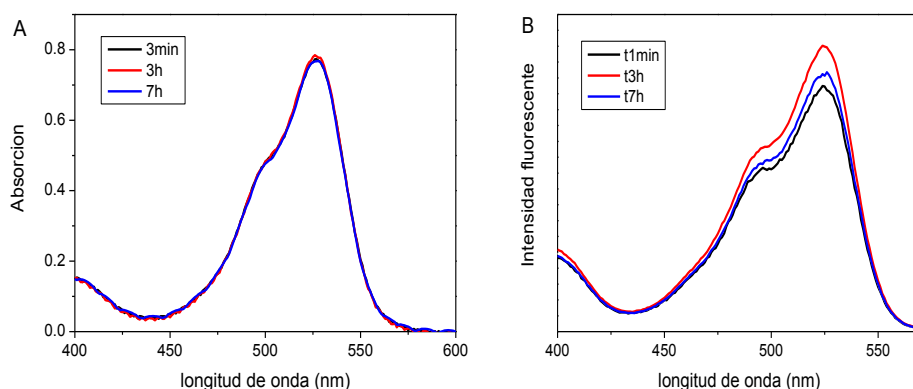 A
3min
3h
7h
Absorcion
0.8
0.6
0.4
0.2
0.0
400 450 500 550 600
longitud de onda (nm)
B
t1min
t3h
t7h
Intensidad fluorescente
400 450 500 550
longitud de onda (nm)